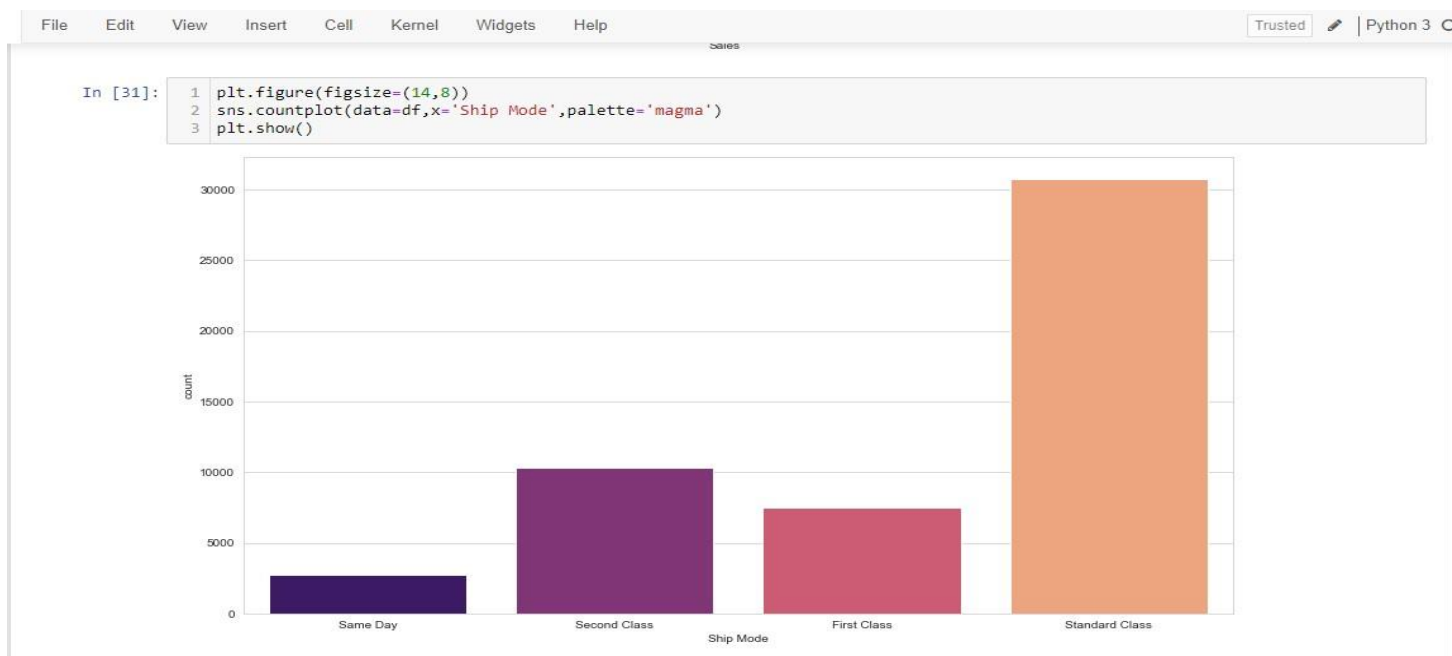 File Edit View Insert Cell Kernel Widgets Help Trusted Python 3
Sales
In [31]:
1 plt.figure(figsize=(14,8))
2 sns.countplot(data=df,x='Ship Mode',palette='magma')
3 plt.show()
30000
25000
20000
count
15000
10000
5000
0
Same Day Second Class First Class Standard Class
Ship Mode